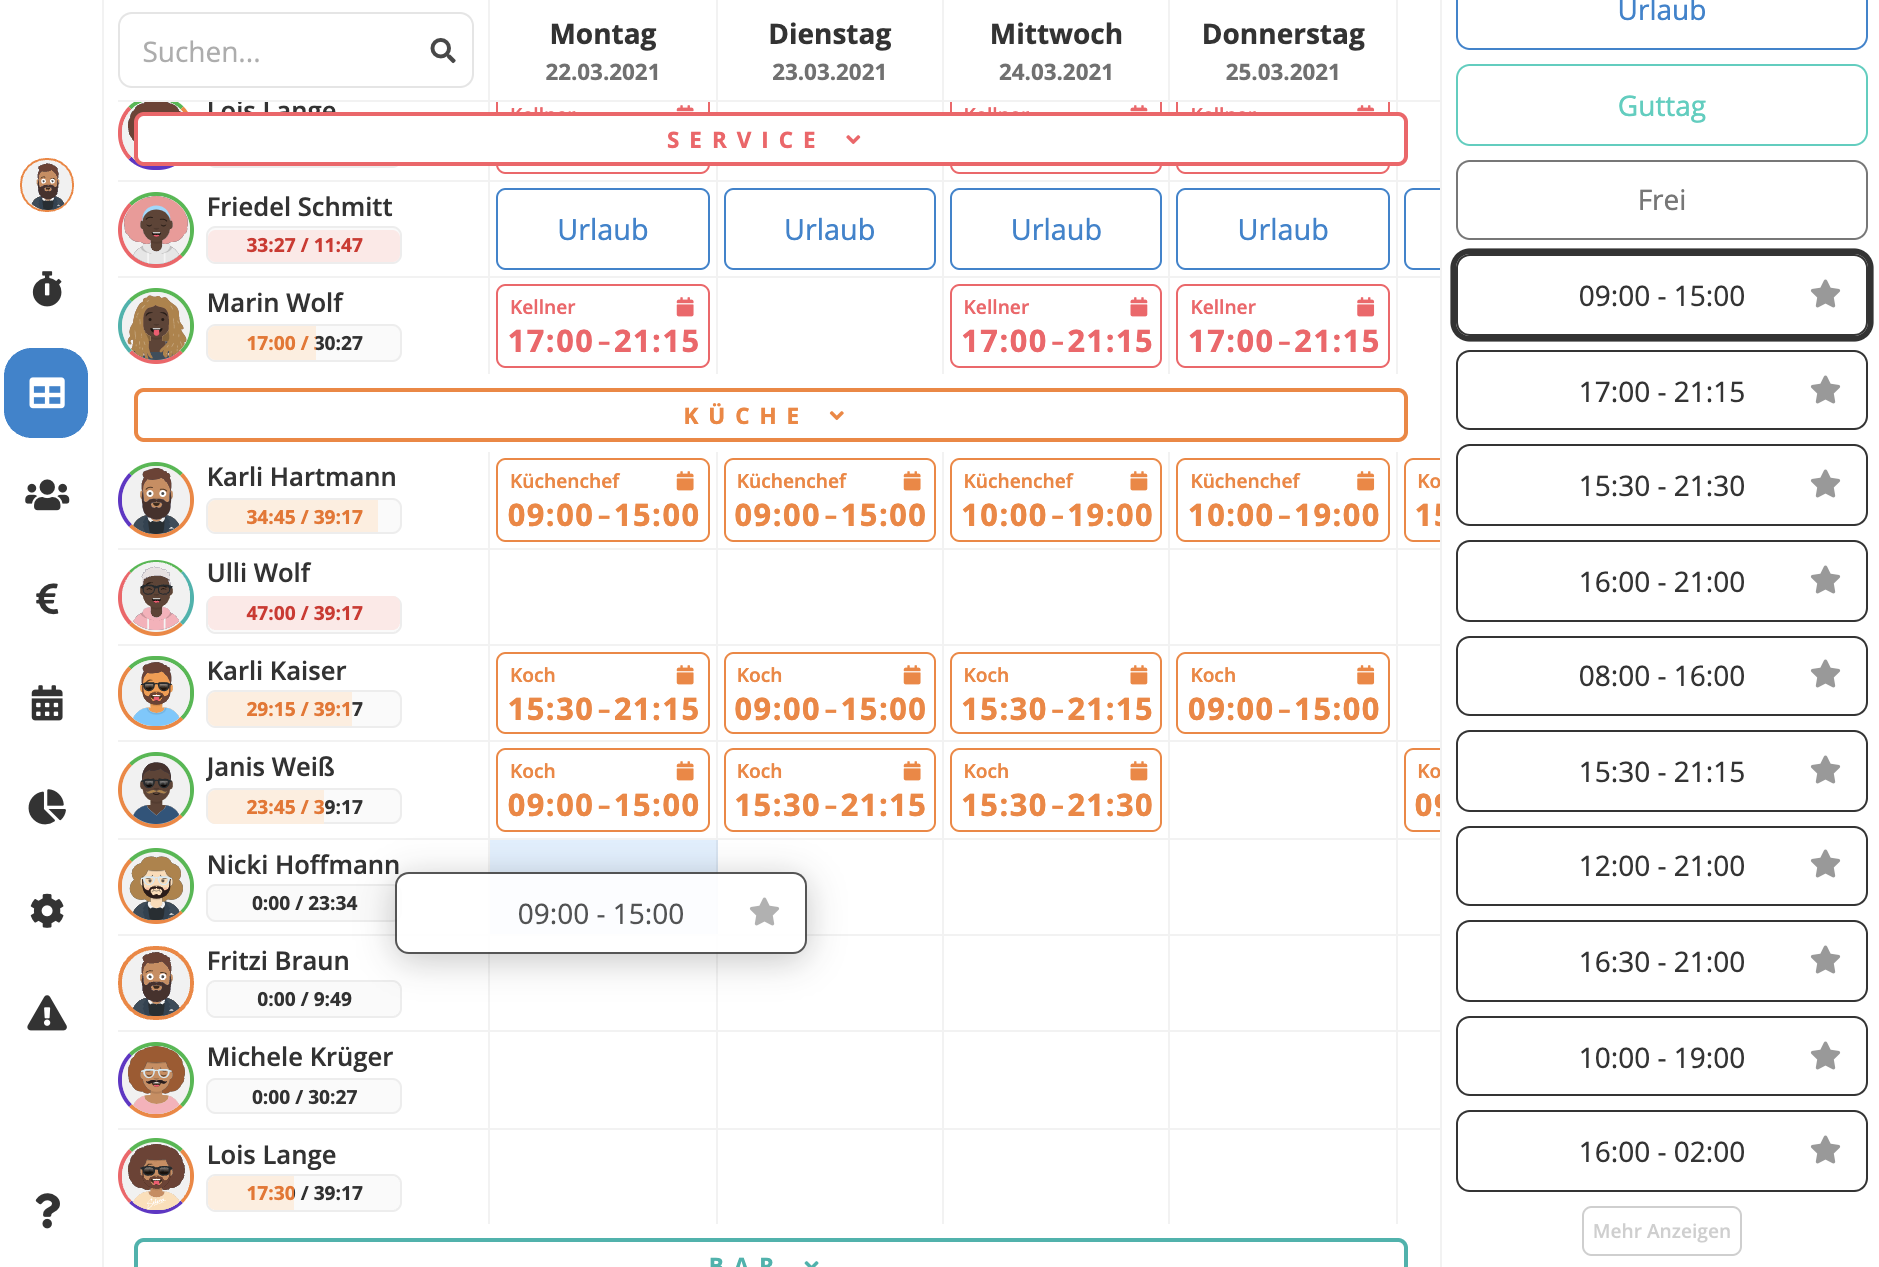 Suchen...
Montag
22.03.2021
Dienstag
23.03.2021
Mittwoch
24.03.2021
Donnerstag
25.03.2021
Lois Lange
Kellner
Kellner
Kellner
SERVICE
Friedel Schmitt
33:27 / 11:47
Urlaub
Urlaub
Urlaub
Urlaub
Marin Wolf
17:00 / 30:27
Kellner
17:00 – 21:15
Kellner
17:00 – 21:15
Kellner
17:00 – 21:15
KÜCHE
Karli Hartmann
34:45 / 39:17
Küchenchef
09:00 – 15:00
Küchenchef
09:00 – 15:00
Küchenchef
10:00 – 19:00
Küchenchef
10:00 – 19:00
Ko
15
Ulli Wolf
47:00 / 39:17
Karli Kaiser
29:15 / 39:17
Koch
15:30 – 21:15
Koch
09:00 – 15:00
Koch
15:30 – 21:15
Koch
09:00 – 15:00
Janis Weiß
23:45 / 39:17
Koch
09:00 – 15:00
Koch
15:30 – 21:15
Koch
15:30 – 21:30
Ko
09
Nicki Hoffmann
0:00 / 23:34
09:00 - 15:00
Fritzi Braun
0:00 / 9:49
Michele Krüger
0:00 / 30:27
Lois Lange
17:30 / 39:17
BAR
Urlaub
Guttag
Frei
09:00 - 15:00
17:00 - 21:15
15:30 - 21:30
16:00 - 21:00
08:00 - 16:00
15:30 - 21:15
12:00 - 21:00
16:30 - 21:00
10:00 - 19:00
16:00 - 02:00
Mehr Anzeigen